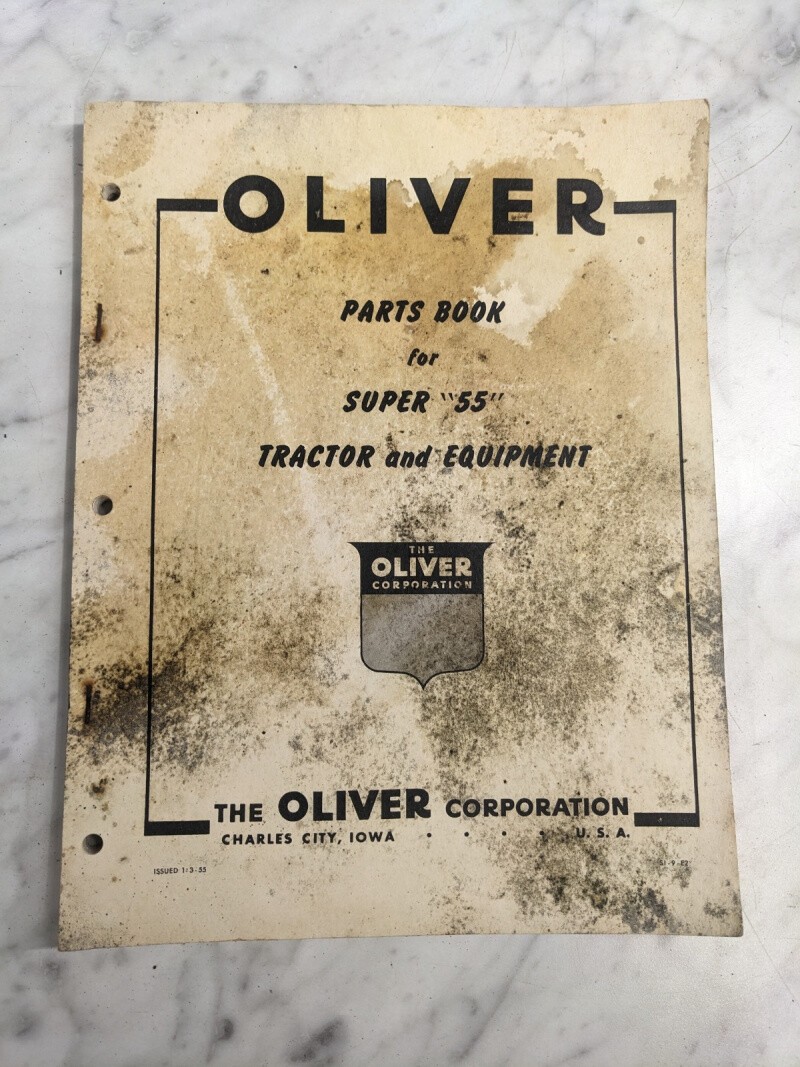 OLIVER
PARTS BOOK
for
SUPER "55"
TRACTOR and EQUIPMENT
THE
OLIVER
CORPORATION
THE OLIVER CORPORATION
CHARLES CITY, IOWA • • • • U. S. A.
ISSUED 1-3-55